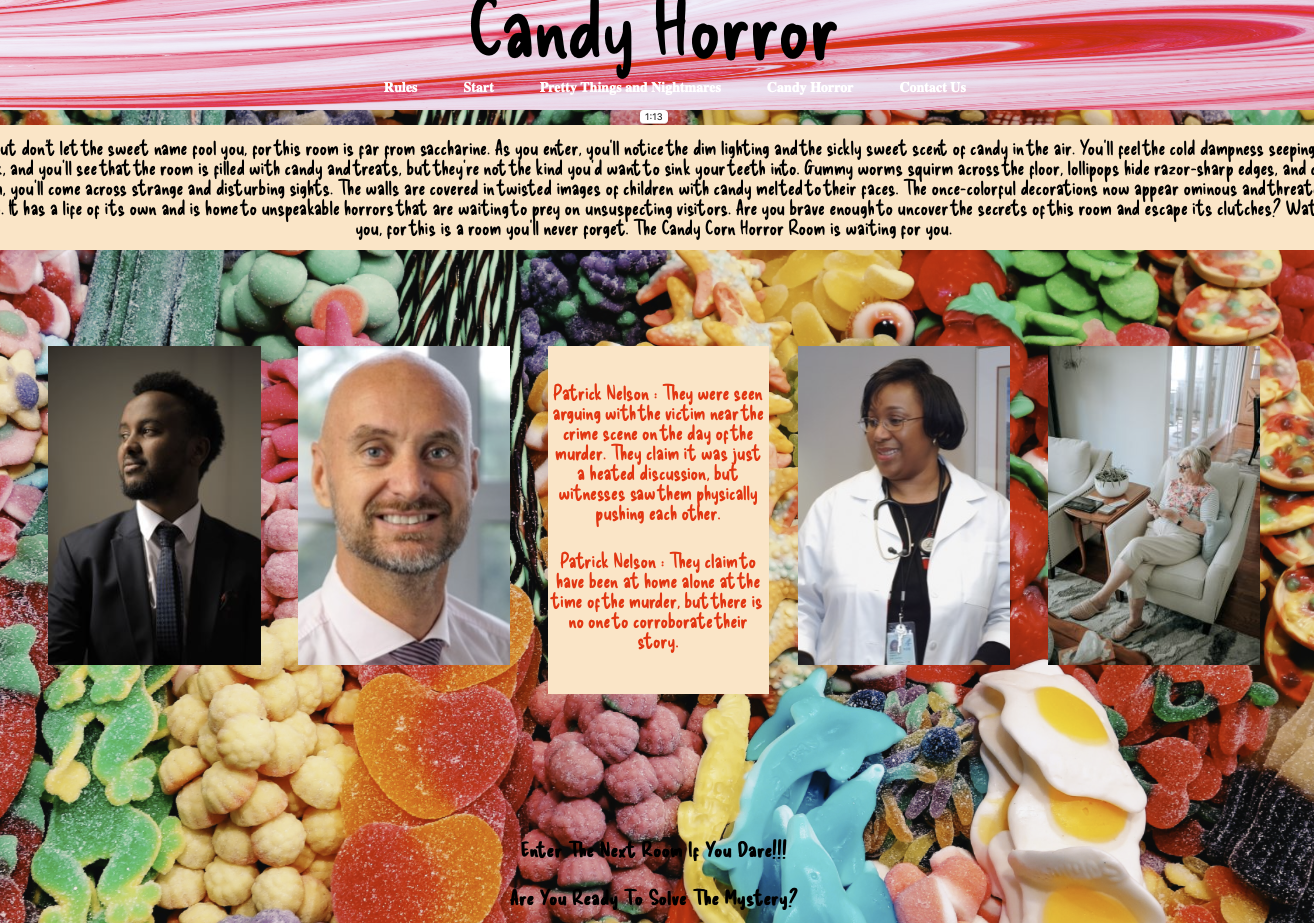 Candy Horror
Rules Start Pretty Things and Nightmares Candy Horror Contact Us
1:13
ut don't let the sweet name fool you, for this room is far from saccharine. As you enter, you'll notice the dim lighting and the sickly sweet scent of candy in the air. You'll feel the cold dampness seeping
, and you'll see that the room is filled with candy and treats, but they're not the kind you'd want to sink your teeth into. Gummy worms squirm across the floor, lollipops hide razor-sharp edges, and
, you'll come across strange and disturbing sights. The walls are covered in twisted images of children with candy melted to their faces. The once-colorful decorations now appear ominous and threat
. It has a life of its own and is home to unspeakable horrors that are waiting to prey on unsuspecting visitors. Are you brave enough to uncover the secrets of this room and escape its clutches? Wat
you, for this is a room you'll never forget. The Candy Corn Horror Room is waiting for you.
Patrick Nelson : They were seen
arguing with the victim near the
crime scene on the day of the
murder. They claim it was just
a heated discussion, but
witnesses saw them physically
pushing each other.
Patrick Nelson : They claim to
have been at home alone at the
time of the murder, but there is
no one to corroborate their
story.
Enter The Next Room If You Dare!!!
Are You Ready To Solve The Mystery?